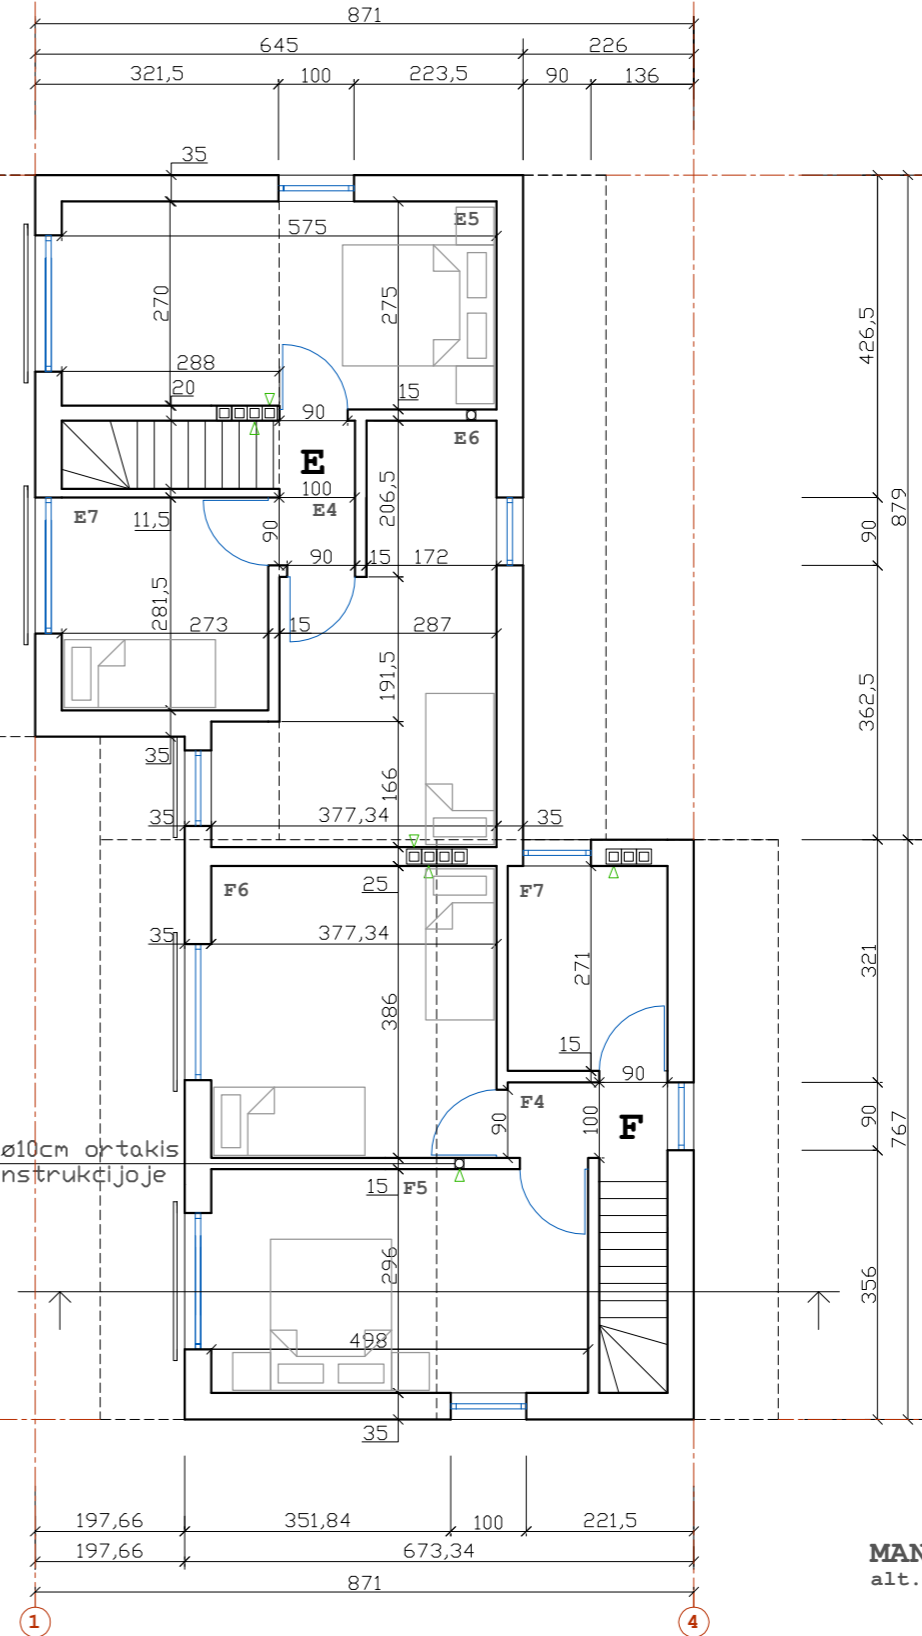 871
645 226
321,5 100 223,5 90 136
35
E5
575
270 275 426,5
288
20 15
90
E6
E
100
E4
E7
11,5
206,5
90
90 15 172
90 879
281,5
273 15 287
191,5
362,5
35
166
35 377,34 35
F6 25 F7
35 377,34
271 321
386
15 90
F4
90 100 F 90
ø10cm ortakis
nstrukcijoje
767
15 F5
296 356
498
35
197,66 351,84 100 221,5
197,66 673,34
871
MAN
alt.
1 4